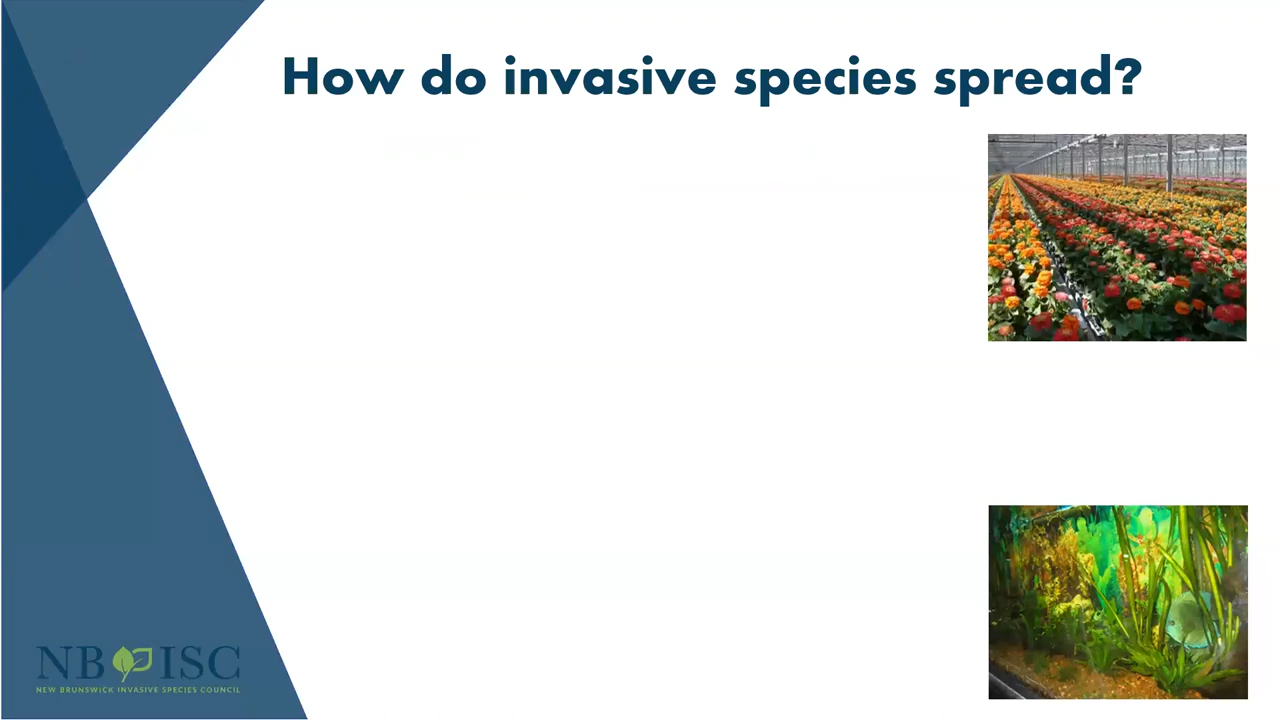 How do invasive species spread?
NB ISC
NEW BRUNSWICK INVASIVE SPECIES COUNCIL